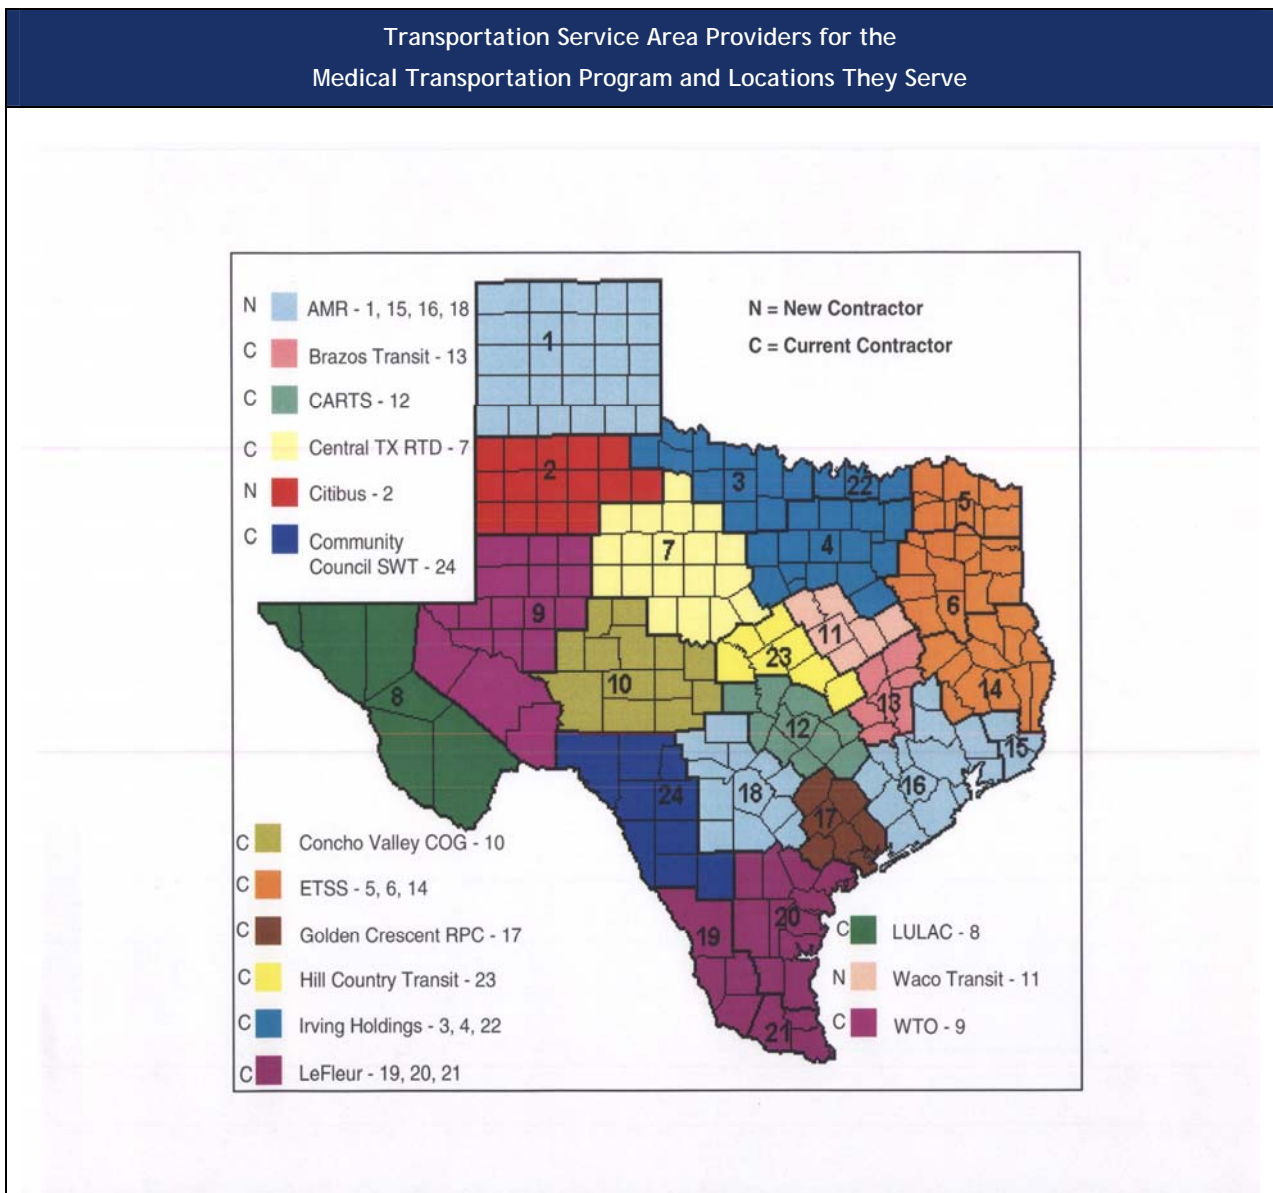 Transportation Service Area Providers for the
Medical Transportation Program and Locations They Serve
N AMR - 1, 15, 16, 18
C Brazos Transit - 13
C CARTS - 12
C Central TX RTD - 7
N Citibus - 2
C Community
Council SWT - 24
N = New Contractor
C = Current Contractor
1
2
3
22
5
4
7
6
9
11
23
10
8
13
14
12
15
16
18
24
17
20
19
21
C Concho Valley COG - 10
C ETSS - 5, 6, 14
C Golden Crescent RPC - 17
C Hill Country Transit - 23
C Irving Holdings - 3, 4, 22
C LeFleur - 19, 20, 21
C LULAC - 8
N Waco Transit - 11
C WTO - 9